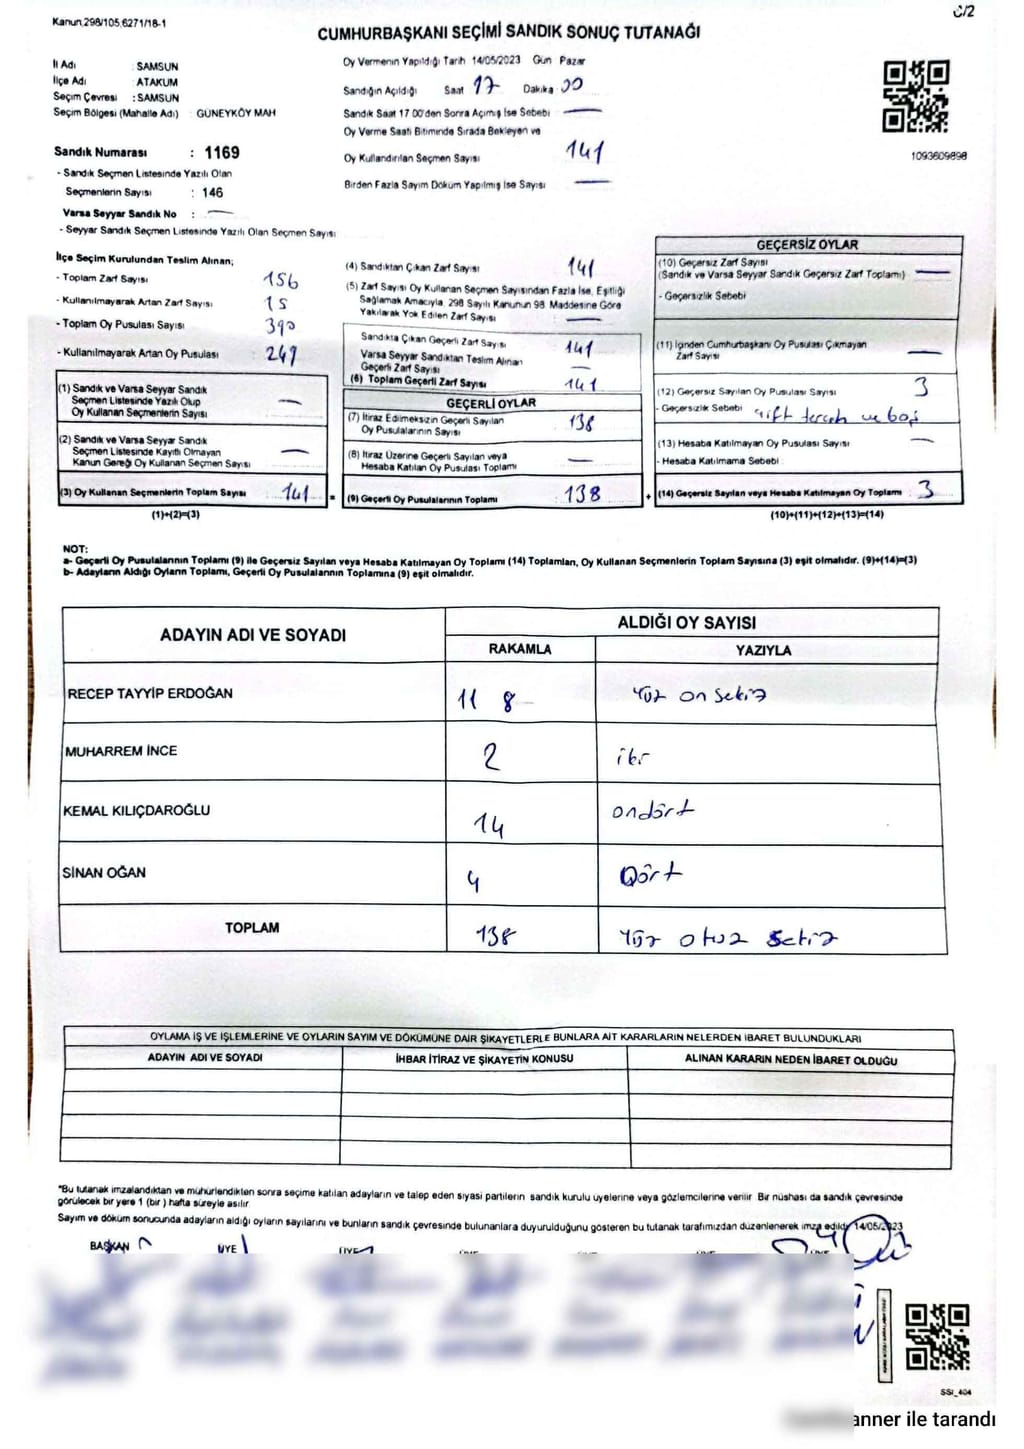 Kanun,298/105,6271/18-1
C/2
CUMHURBAŞKANI SEÇİMİ SANDIK SONUÇ TUTANAĞI
İl Adı : SAMSUN
İlçe Adı : ATAKUM
Seçim Çevresi : SAMSUN
Seçim Bölgesi (Mahalle Adı) : GÜNEYKÖY MAH
Sandık Numarası : 1169
- Sandık Seçmen Listesinde Yazılı Olan
Seçmenlerin Sayısı : 146
Varsa Seyyar Sandık No : —
- Seyyar Sandık Seçmen Listesinde Yazılı Olan Seçmen Sayısı
Oy Vermenin Yapıldığı Tarih 14/05/2023 Gün Pazar
Sandığın Açıldığı Saat 17 Dakika 00
Sandık Saat 17 00'den Sonra Açımış İse Sebebi —
Oy Verme Saati Bitiminde Sırada Bekleyen ve
Oy Kullandırılan Seçmen Sayısı 141
Birden Fazla Sayım Döküm Yapılmış İse Sayısı —
1093609898
İlçe Seçim Kurulundan Teslim Alınan;
- Toplam Zarf Sayısı 156
- Kullanılmayarak Artan Zarf Sayısı : 15
- Toplam Oy Pusulası Sayısı 390
- Kullanılmayarak Artan Oy Pusulası : 249
(1) Sandık ve Varsa Seyyar Sandık
Seçmen Listesinde Yazılı Olup
Oy Kullanan Seçmenlerin Sayısı —
(2) Sandık ve Varsa Seyyar Sandık
Seçmen Listesinde Kayıtlı Olmayan
Kanun Gereği Oy Kullanan Seçmen Sayısı —
(3) Oy Kullanan Seçmenlerin Toplam Sayısı : 141 =
(1)+(2)=(3)
(4) Sandıktan Çıkan Zarf Sayısı 141
(5) Zarf Sayısı Oy Kullanan Seçmen Sayısından Fazla İse, Eşitliği
Sağlamak Amacıyla, 298 Sayılı Kanunun 98 Maddesine Göre
Yakılarak Yok Edilen Zarf Sayısı —
Sandıkta Çıkan Geçerli Zarf Sayısı 141
Varsa Seyyar Sandıktan Teslim Alınan
Geçerli Zarf Sayısı —
(6) Toplam Geçerli Zarf Sayısı 141
GEÇERLİ OYLAR
(7) İtiraz Edimeksizin Geçerli Sayılan
Oy Pusulalarının Sayısı 138
(8) İtiraz Üzerine Geçerli Sayılan veya
Hesaba Katılan Oy Pusulası Toplamı —
(9) Geçerli Oy Pusulalarının Toplamı 138 +
GEÇERSİZ OYLAR
(10) Geçersiz Zarf Sayısı
(Sandık ve Varsa Seyyar Sandık Geçersiz Zarf Toplamı) —
- Geçersizlik Sebebi
(11) İçinden Cumhurbaşkanı Oy Pusulası Çıkmayan
Zarf Sayısı —
(12) Geçersiz Sayılan Oy Pusulası Sayısı 3
- Geçersizlik Sebebi çift tercih ve boş
(13) Hesaba Katılmayan Oy Pusulası Sayısı —
- Hesaba Katılmama Sebebi
(14) Geçersiz Sayılan veya Hesaba Katılmayan Oy Toplamı : 3
(10)+(11)+(12)+(13)=(14)
NOT:
a- Geçerli Oy Pusulalarının Toplamı (9) ile Geçersiz Sayılan veya Hesaba Katılmayan Oy Toplamı (14) Toplamları, Oy Kullanan Seçmenlerin Toplam Sayısına (3) eşit olmalıdır. (9)+(14)=(3)
b- Adayların Aldığı Oyların Toplamı, Geçerli Oy Pusulalarının Toplamına (9) eşit olmalıdır.
ADAYIN ADI VE SOYADI
ALDIĞI OY SAYISI
RAKAMLA YAZIYLA
RECEP TAYYİP ERDOĞAN 118 Yüz on sekiz
MUHARREM İNCE 2 iki
KEMAL KILIÇDAROĞLU 14 ondört
SİNAN OĞAN 4 Dört
TOPLAM 138 Yüz otuz sekiz
OYLAMA İŞ VE İŞLEMLERİNE VE OYLARIN SAYIM VE DÖKÜMÜNE DAİR ŞİKAYETLERLE BUNLARA AİT KARARLARIN NELERDEN İBARET BULUNDUKLARI
ADAYIN ADI VE SOYADI İHBAR İTİRAZ VE ŞİKAYETİN KONUSU ALINAN KARARIN NEDEN İBARET OLDUĞU
*Bu tutanak imzalandıktan ve mühürlendikten sonra seçime katılan adayların ve talep eden siyasi partilerin sandık kurulu üyelerine veya gözlemcilerine verilir Bir nüshası da sandık çevresinde
görülecek bir yere 1 (bir) hafta süreyle asılır
Sayım ve döküm sonucunda adayların aldığı oyların sayılarını ve bunların sandık çevresinde bulunanlara duyurulduğunu gösteren bu tutanak tarafımızdan düzenlenerek imza edildi 14/05/2023
BAŞKAN ÜYE ÜYE
SSI_404
anner ile tarandı